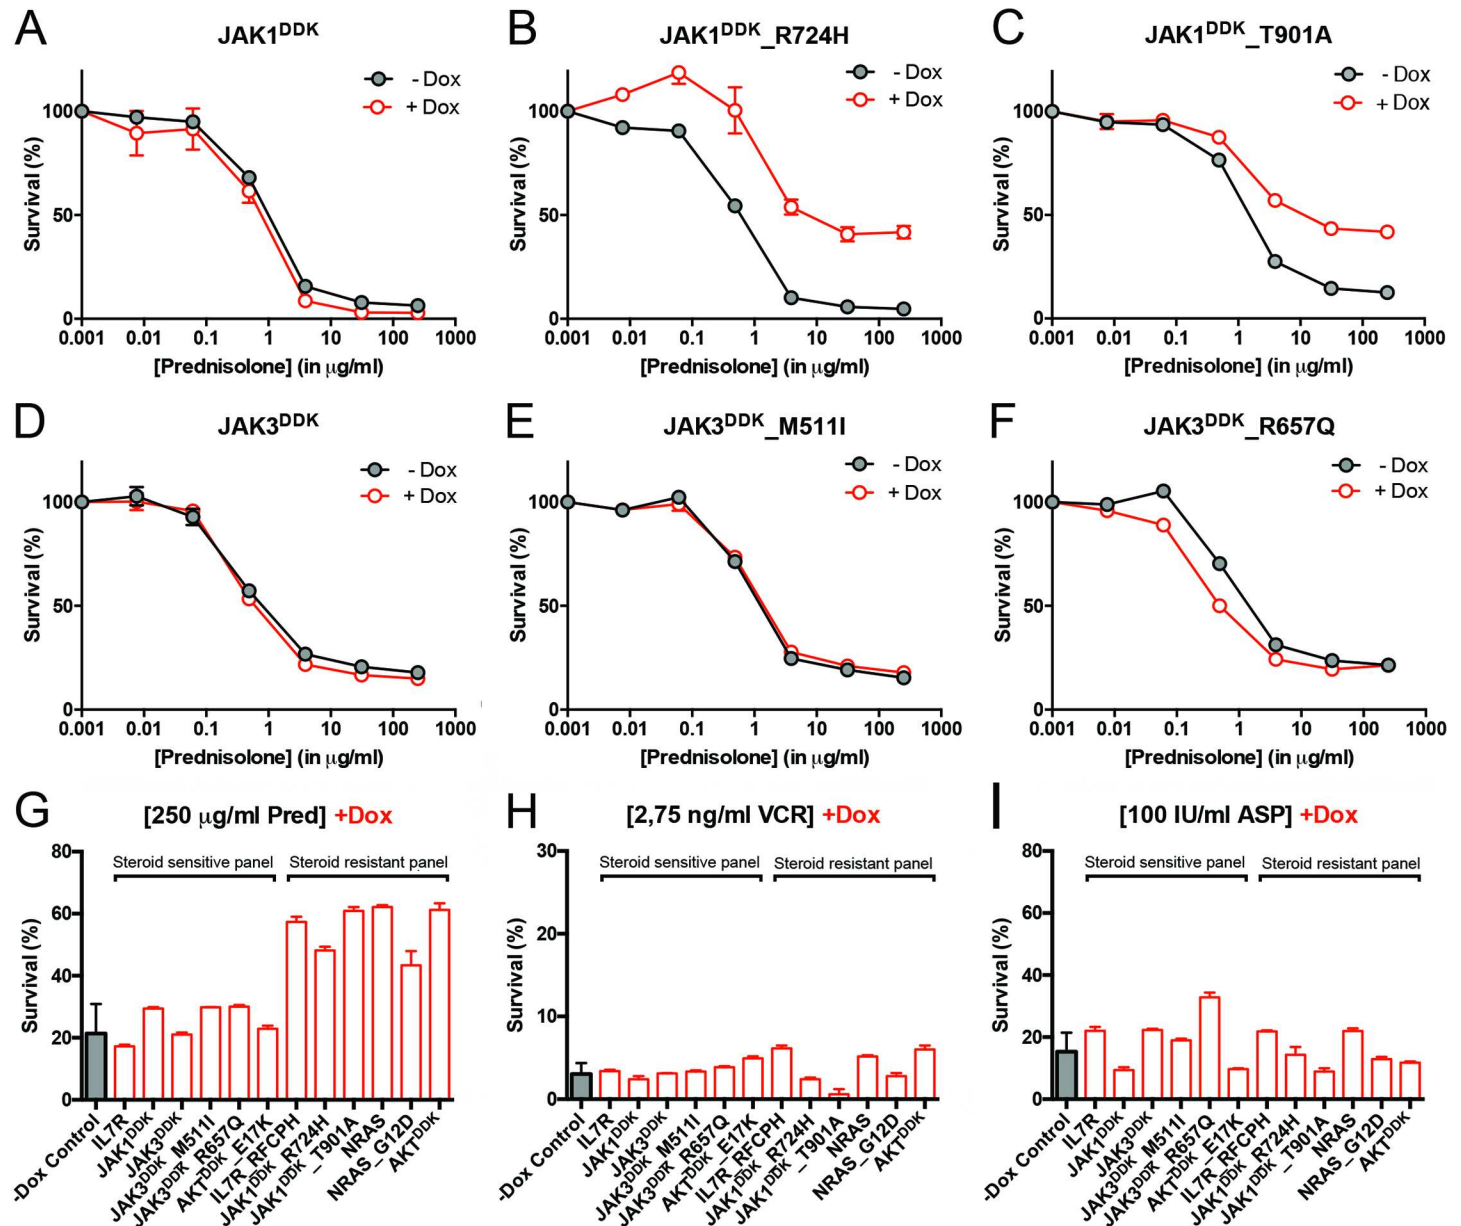 A
JAK1DDK
- Dox
+ Dox
Survival (%)
100
50
0
0.001 0.01 0.1 1 10 100 1000
[Prednisolone] (in µg/ml)
B
JAK1DDK_R724H
- Dox
+ Dox
Survival (%)
100
50
0
0.001 0.01 0.1 1 10 100 1000
[Prednisolone] (in µg/ml)
C
JAK1DDK_T901A
- Dox
+ Dox
Survival (%)
100
50
0
0.001 0.01 0.1 1 10 100 1000
[Prednisolone] (in µg/ml)
D
JAK3DDK
- Dox
+ Dox
Survival (%)
100
50
0
0.001 0.01 0.1 1 10 100 1000
[Prednisolone] (in µg/ml)
E
JAK3DDK_M511I
- Dox
+ Dox
Survival (%)
100
50
0
0.001 0.01 0.1 1 10 100 1000
[Prednisolone] (in µg/ml)
F
JAK3DDK_R657Q
- Dox
+ Dox
Survival (%)
100
50
0
0.001 0.01 0.1 1 10 100 1000
[Prednisolone] (in µg/ml)
G
[250 µg/ml Pred] +Dox
Steroid sensitive panel
Steroid resistant panel
Survival (%)
80
60
40
20
0
-Dox Control
IL7R
JAK1DDK
JAK3DDK
JAK3DDK_M511I
JAK3DDK_R657Q
AKTDDK_E17K
IL7R_RFCPH
JAK1DDK_R724H
JAK1DDK_T901A
NRAS
NRAS_G12D
AKTDDK
H
[2,75 ng/ml VCR] +Dox
Steroid sensitive panel
Steroid resistant panel
Survival (%)
30
20
10
0
-Dox Control
IL7R
JAK1DDK
JAK3DDK
JAK3DDK_M511I
JAK3DDK_R657Q
AKTDDK_E17K
IL7R_RFCPH
JAK1DDK_R724H
JAK1DDK_T901A
NRAS
NRAS_G12D
AKTDDK
I
[100 IU/ml ASP] +Dox
Steroid sensitive panel
Steroid resistant panel
Survival (%)
80
60
40
20
0
-Dox Control
IL7R
JAK1DDK
JAK3DDK
JAK3DDK_M511I
JAK3DDK_R657Q
AKTDDK_E17K
IL7R_RFCPH
JAK1DDK_R724H
JAK1DDK_T901A
NRAS
NRAS_G12D
AKTDDK